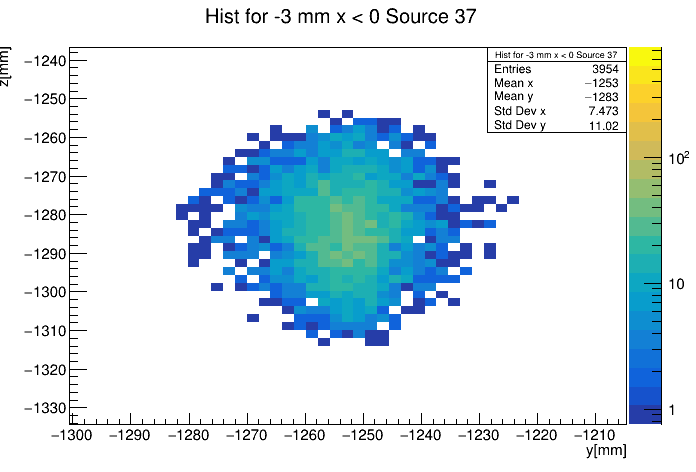 Hist for -3 mm x < 0 Source 37
z[mm]
Hist for -3 mm x < 0 Source 37
Entries 3954
Mean x −1253
Mean y −1283
Std Dev x 7.473
Std Dev y 11.02
−1240
−1250
−1260
−1270
−1280
−1290
−1300
−1310
−1320
−1330
10²
10
1
−1300 −1290 −1280 −1270 −1260 −1250 −1240 −1230 −1220 −1210
y[mm]